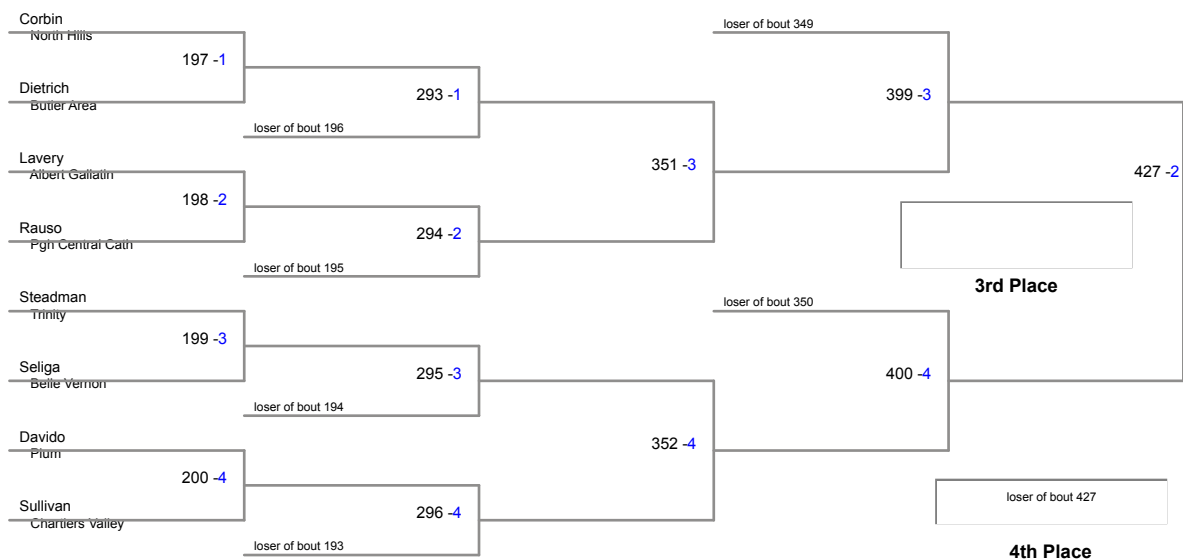 Corbin
North Hills
197 -1
Dietrich
Butler Area
293 -1
loser of bout 196
Lavery
Albert Gallatin
198 -2
Rauso
Pgh Central Cath
294 -2
loser of bout 195
351 -3
Steadman
Trinity
199 -3
Seliga
Belle Vernon
295 -3
loser of bout 194
Davido
Plum
200 -4
Sullivan
Chartiers Valley
296 -4
loser of bout 193
352 -4
loser of bout 349
399 -3
loser of bout 350
400 -4
427 -2
3rd Place
loser of bout 427
4th Place